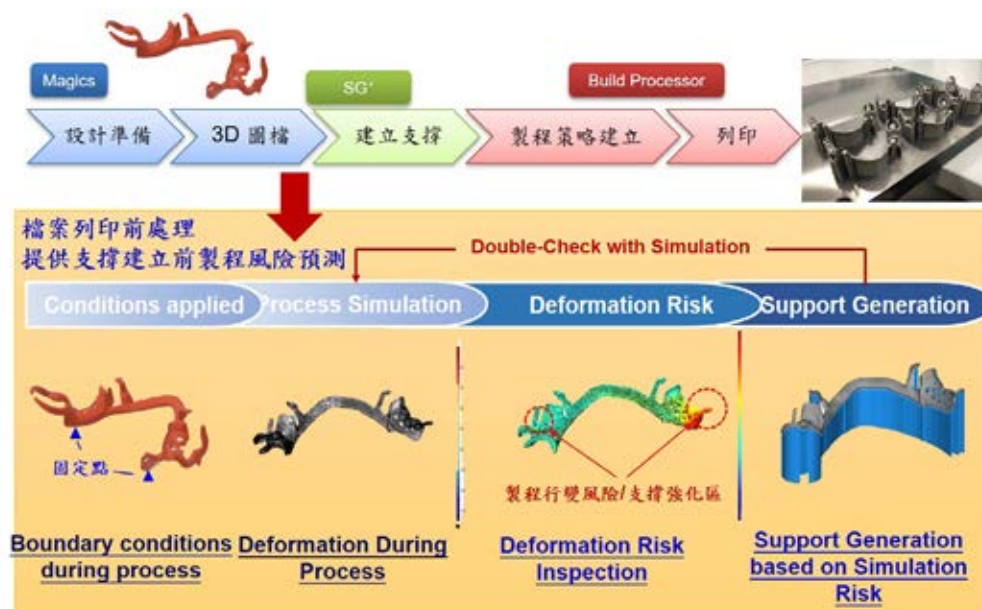 Magics
SG+
Build Processor
設計準備
3D 圖檔
建立支撐
製程策略建立
列印
檔案列印前處理
提供支撐建立前製程風險預測
Double-Check with Simulation
Conditions applied
Process Simulation
Deformation Risk
Support Generation
固定點
製程行變風險/支撐強化區
Boundary conditions
during process
Deformation During
Process
Deformation Risk
Inspection
Support Generation
based on Simulation
Risk